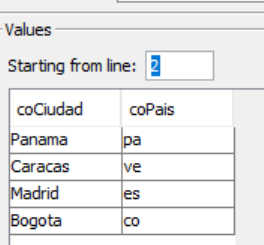 Values
Starting from line: 2
coCiudad coPais
Panama pa
Caracas ve
Madrid es
Bogota co